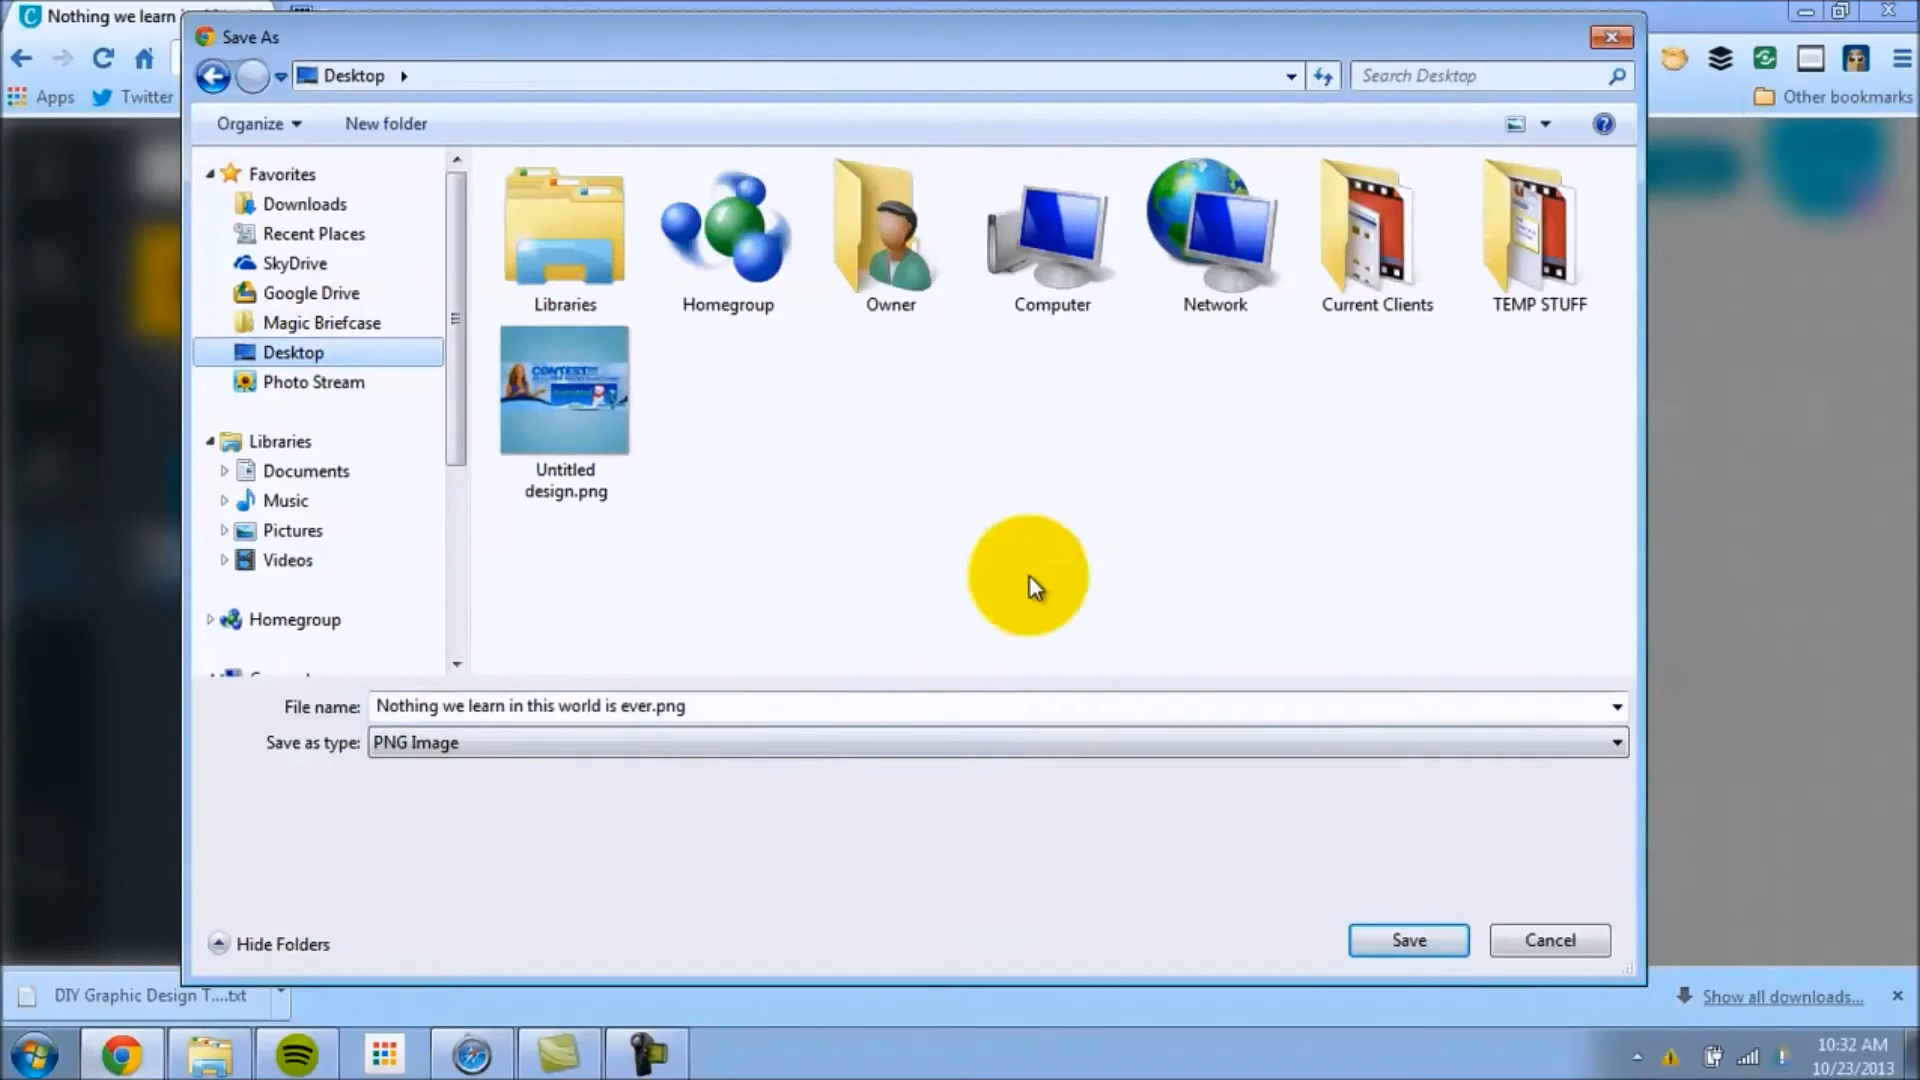 Nothing we learn
Save As
Desktop
Search Desktop
Apps
Twitter
Other bookmarks
Organize
New folder
Favorites
Downloads
Recent Places
SkyDrive
Google Drive
Magic Briefcase
Desktop
Photo Stream
Libraries
Documents
Music
Pictures
Videos
Homegroup
Libraries
Homegroup
Owner
Computer
Network
Current Clients
TEMP STUFF
CONTEST!!!
Untitled
design.png
File name: Nothing we learn in this world is ever.png
Save as type: PNG Image
Hide Folders
Save
Cancel
DIY Graphic Design T....txt
Show all downloads...
10:32 AM
10/23/2013